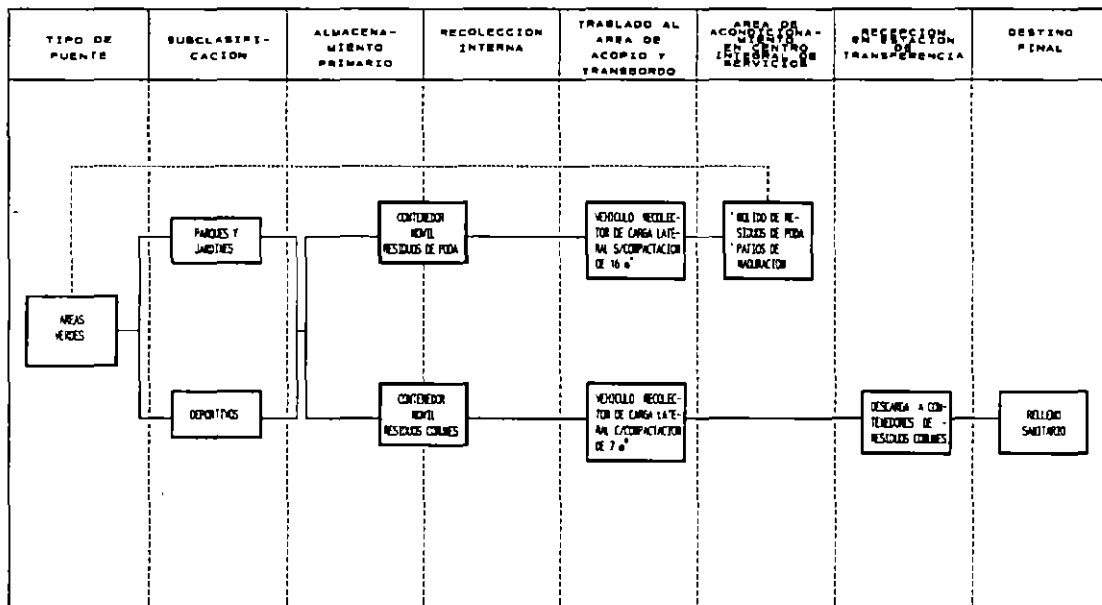 TIPO DE
FUENTE
SUBCLASIFI-
CACION
ALMACENA-
MIENTO
PRIMARIO
RECOLECCION
INTERNA
TRASLADO AL
AREA DE
ACOPIO Y
TRANSBORDO
AREA DE
ACONDICIONA-
MIENTO
EN CENTRO
INTEGRAL DE
SERVICIOS
RECEPCION
EN ESTACION
DE
TRANSFERENCIA
DESTINO
FINAL
AREAS
VERDES
PARQUES Y
JARDINES
DEPORTIVOS
CONTENEDOR
MOVIL
RESIDUOS DE PODA
CONTENEDOR
MOVIL
RESIDUOS COMUNES
VEHICULO RECOLEC-
TOR DE CARGA LATE-
RAL S/COMPACTACION
DE 16 m³
VEHICULO RECOLEC-
TOR DE CARGA LATE-
RAL C/COMPACTACION
DE 7 m³
* MOLIDO DE RE-
SIDUOS DE PODA
* PATIOS DE
MADURACION
DESCARGA A CON-
TENEDORES DE -
RESIDUOS COMUNES
RELLENO
SANITARIO